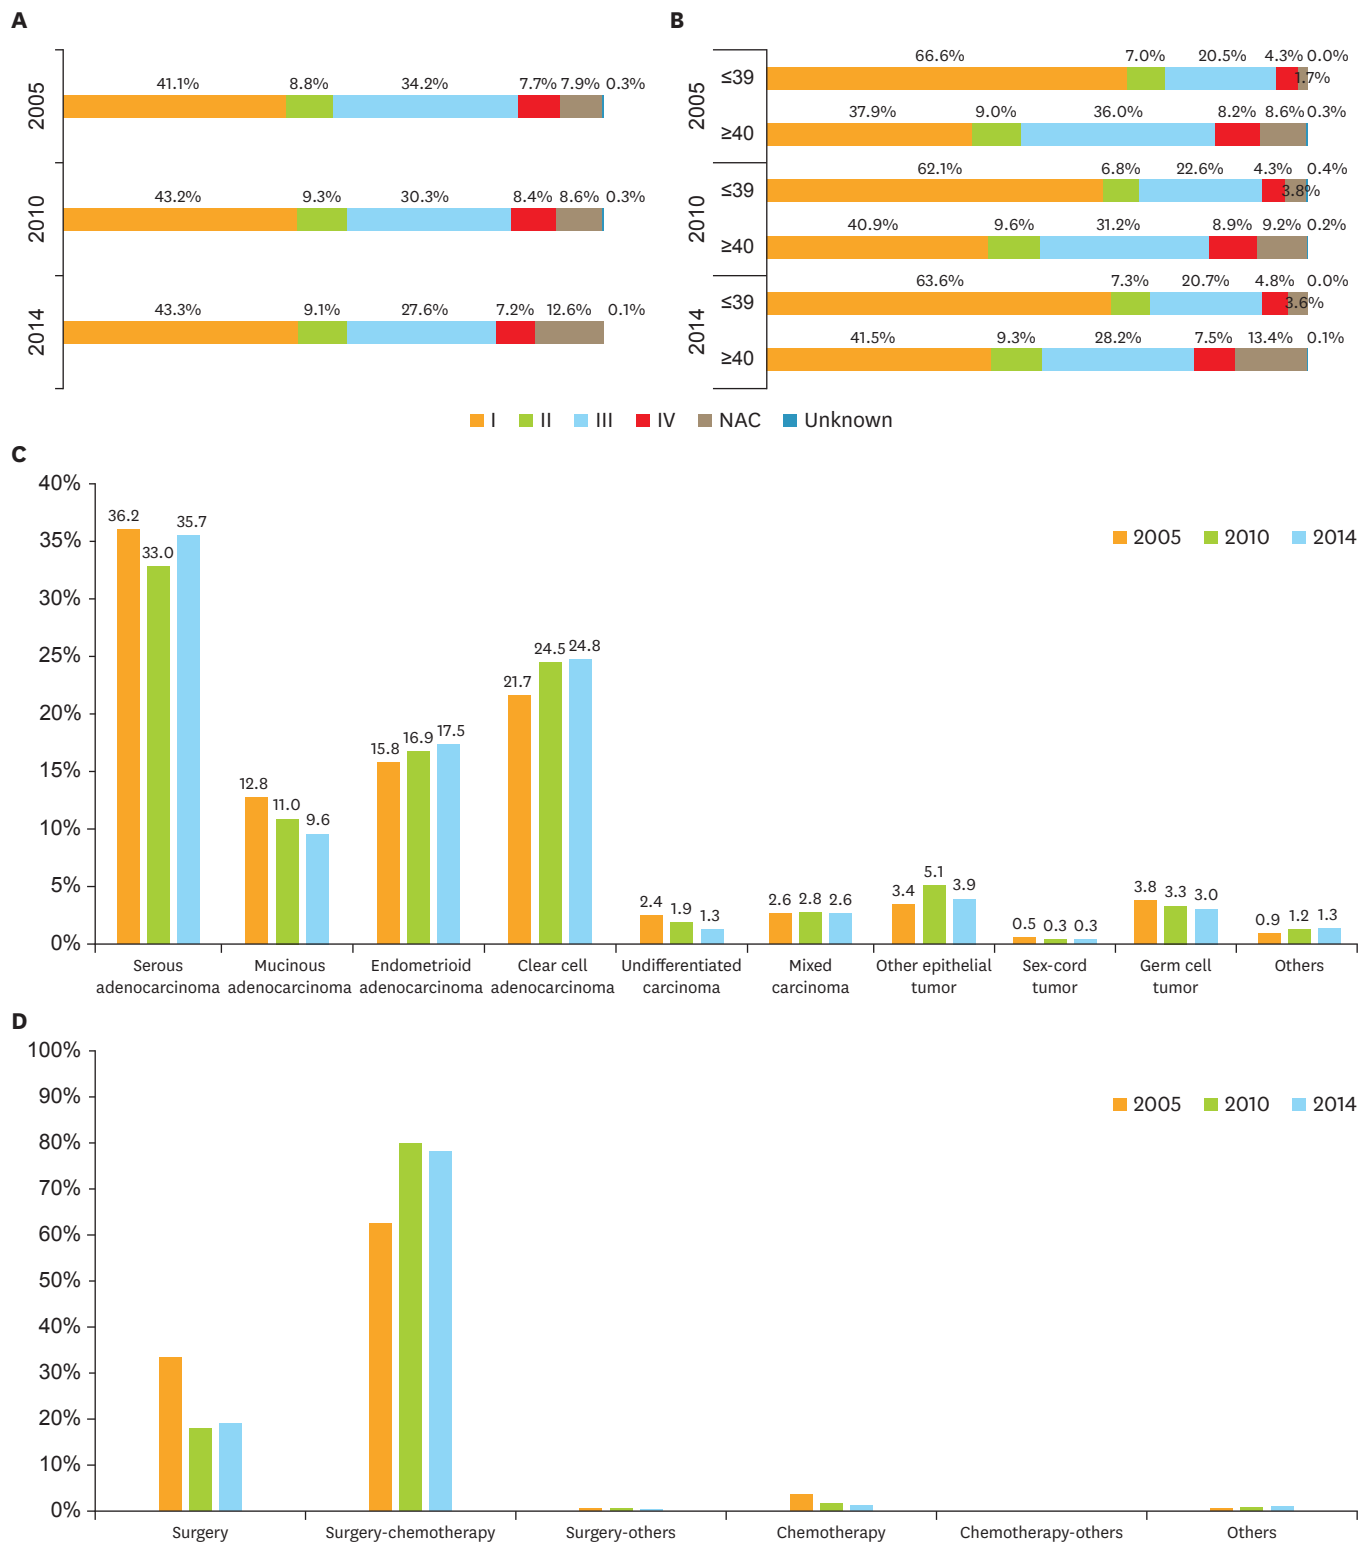 A
2005
41.1% 8.8% 34.2% 7.7% 7.9% 0.3%
2010
43.2% 9.3% 30.3% 8.4% 8.6% 0.3%
2014
43.3% 9.1% 27.6% 7.2% 12.6% 0.1%
B
2005
≤39
66.6% 7.0% 20.5% 4.3% 0.0%
1.7%
≥40
37.9% 9.0% 36.0% 8.2% 8.6% 0.3%
2010
≤39
62.1% 6.8% 22.6% 4.3% 0.4%
3.8%
≥40
40.9% 9.6% 31.2% 8.9% 9.2% 0.2%
2014
≤39
63.6% 7.3% 20.7% 4.8% 0.0%
3.6%
≥40
41.5% 9.3% 28.2% 7.5% 13.4% 0.1%
I II III IV NAC Unknown
C
40%
35%
30%
25%
20%
15%
10%
5%
0%
2005 2010 2014
36.2 33.0 35.7
12.8 11.0 9.6
15.8 16.9 17.5
21.7 24.5 24.8
2.4 1.9 1.3
2.6 2.8 2.6
3.4 5.1 3.9
0.5 0.3 0.3
3.8 3.3 3.0
0.9 1.2 1.3
Serous Mucinous Endometrioid Clear cell Undifferentiated Mixed Other epithelial Sex-cord Germ cell Others
adenocarcinoma adenocarcinoma adenocarcinoma adenocarcinoma carcinoma carcinoma tumor tumor tumor
D
100%
90%
80%
70%
60%
50%
40%
30%
20%
10%
0%
2005 2010 2014
Surgery Surgery-chemotherapy Surgery-others Chemotherapy Chemotherapy-others Others